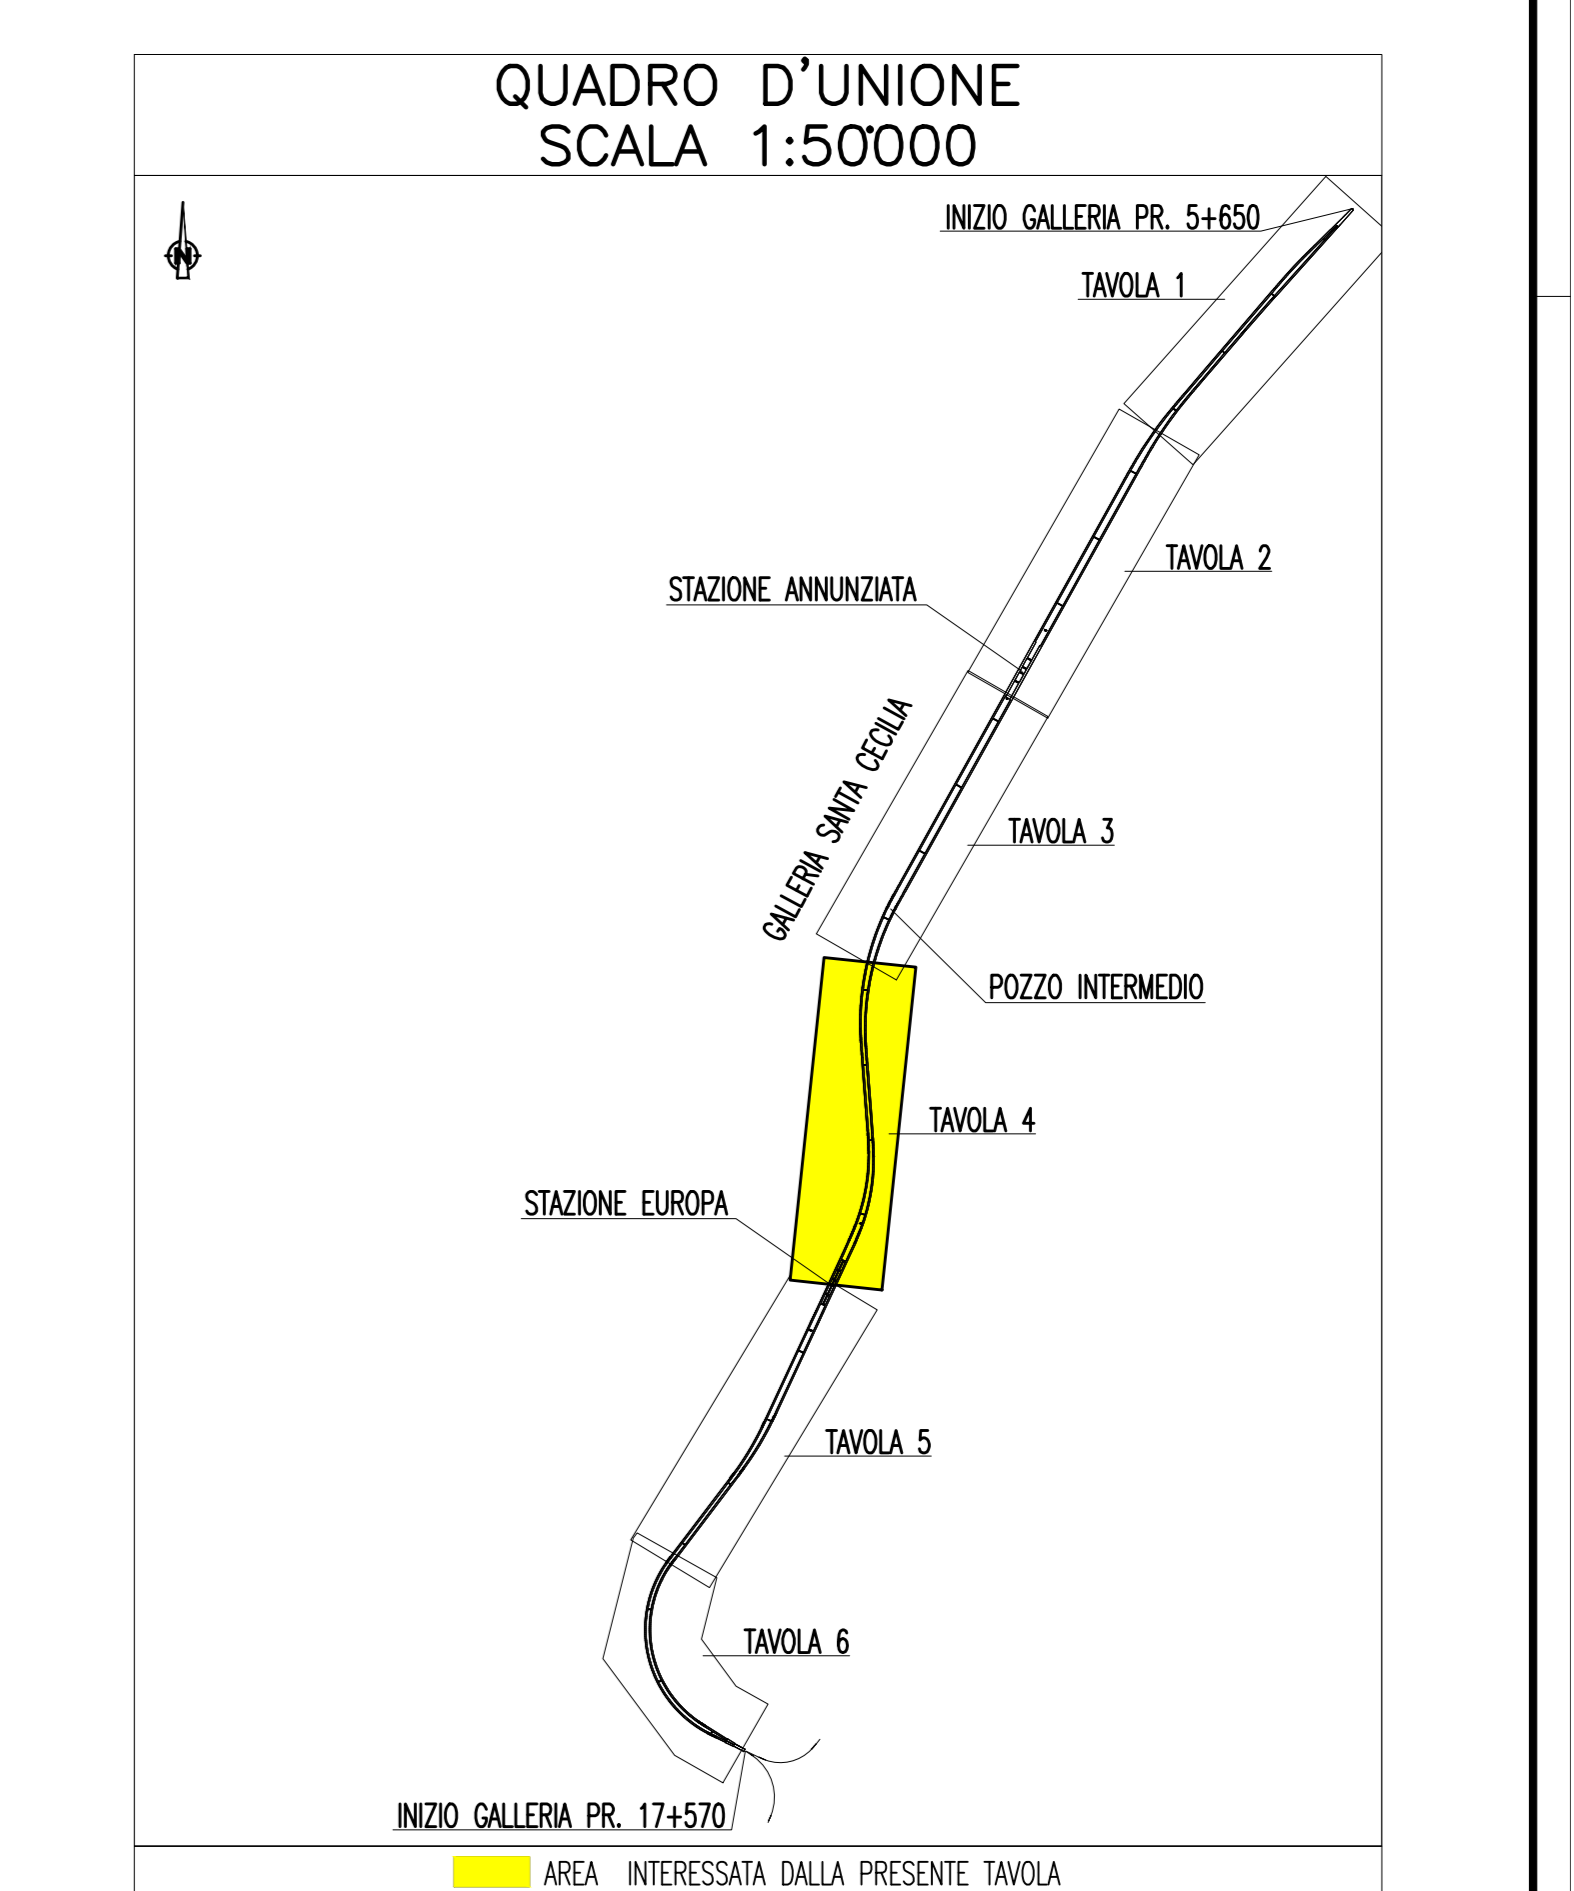 QUADRO D'UNIONE
SCALA 1:50'000
N
INIZIO GALLERIA PR. 5+650
TAVOLA 1
TAVOLA 2
STAZIONE ANNUNZIATA
GALLERIA SANTA CECILIA
TAVOLA 3
POZZO INTERMEDIO
TAVOLA 4
STAZIONE EUROPA
TAVOLA 5
TAVOLA 6
INIZIO GALLERIA PR. 17+570
AREA INTERESSATA DALLA PRESENTE TAVOLA